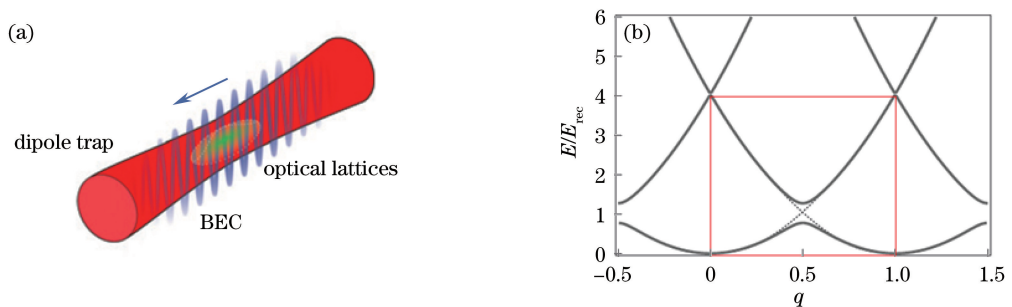 (a)
dipole trap
optical lattices
BEC
(b)
E/E_rec
6
5
4
3
2
1
0
−0.5
0
0.5
1.0
1.5
q